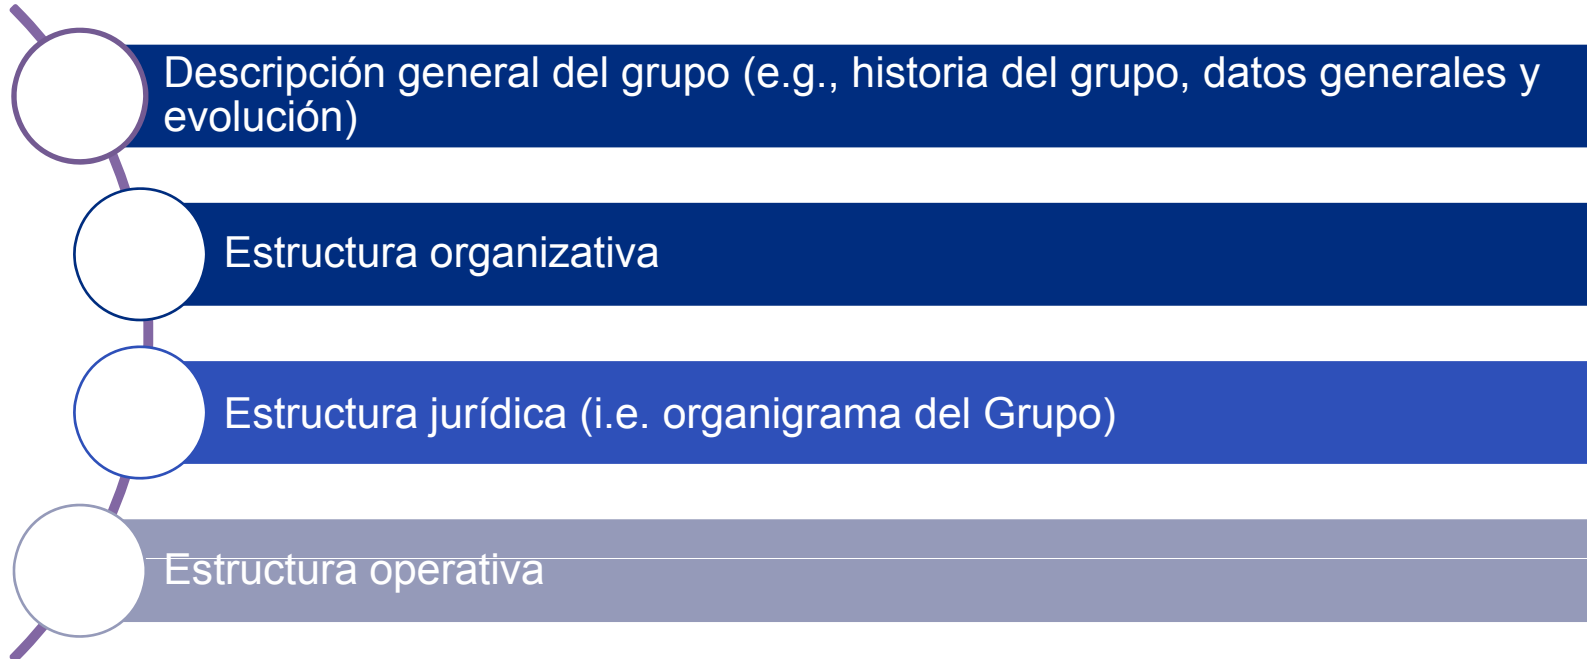 Descripción general del grupo (e.g., historia del grupo, datos generales y
evolución)
Estructura organizativa
Estructura jurídica (i.e. organigrama del Grupo)
Estructura operativa